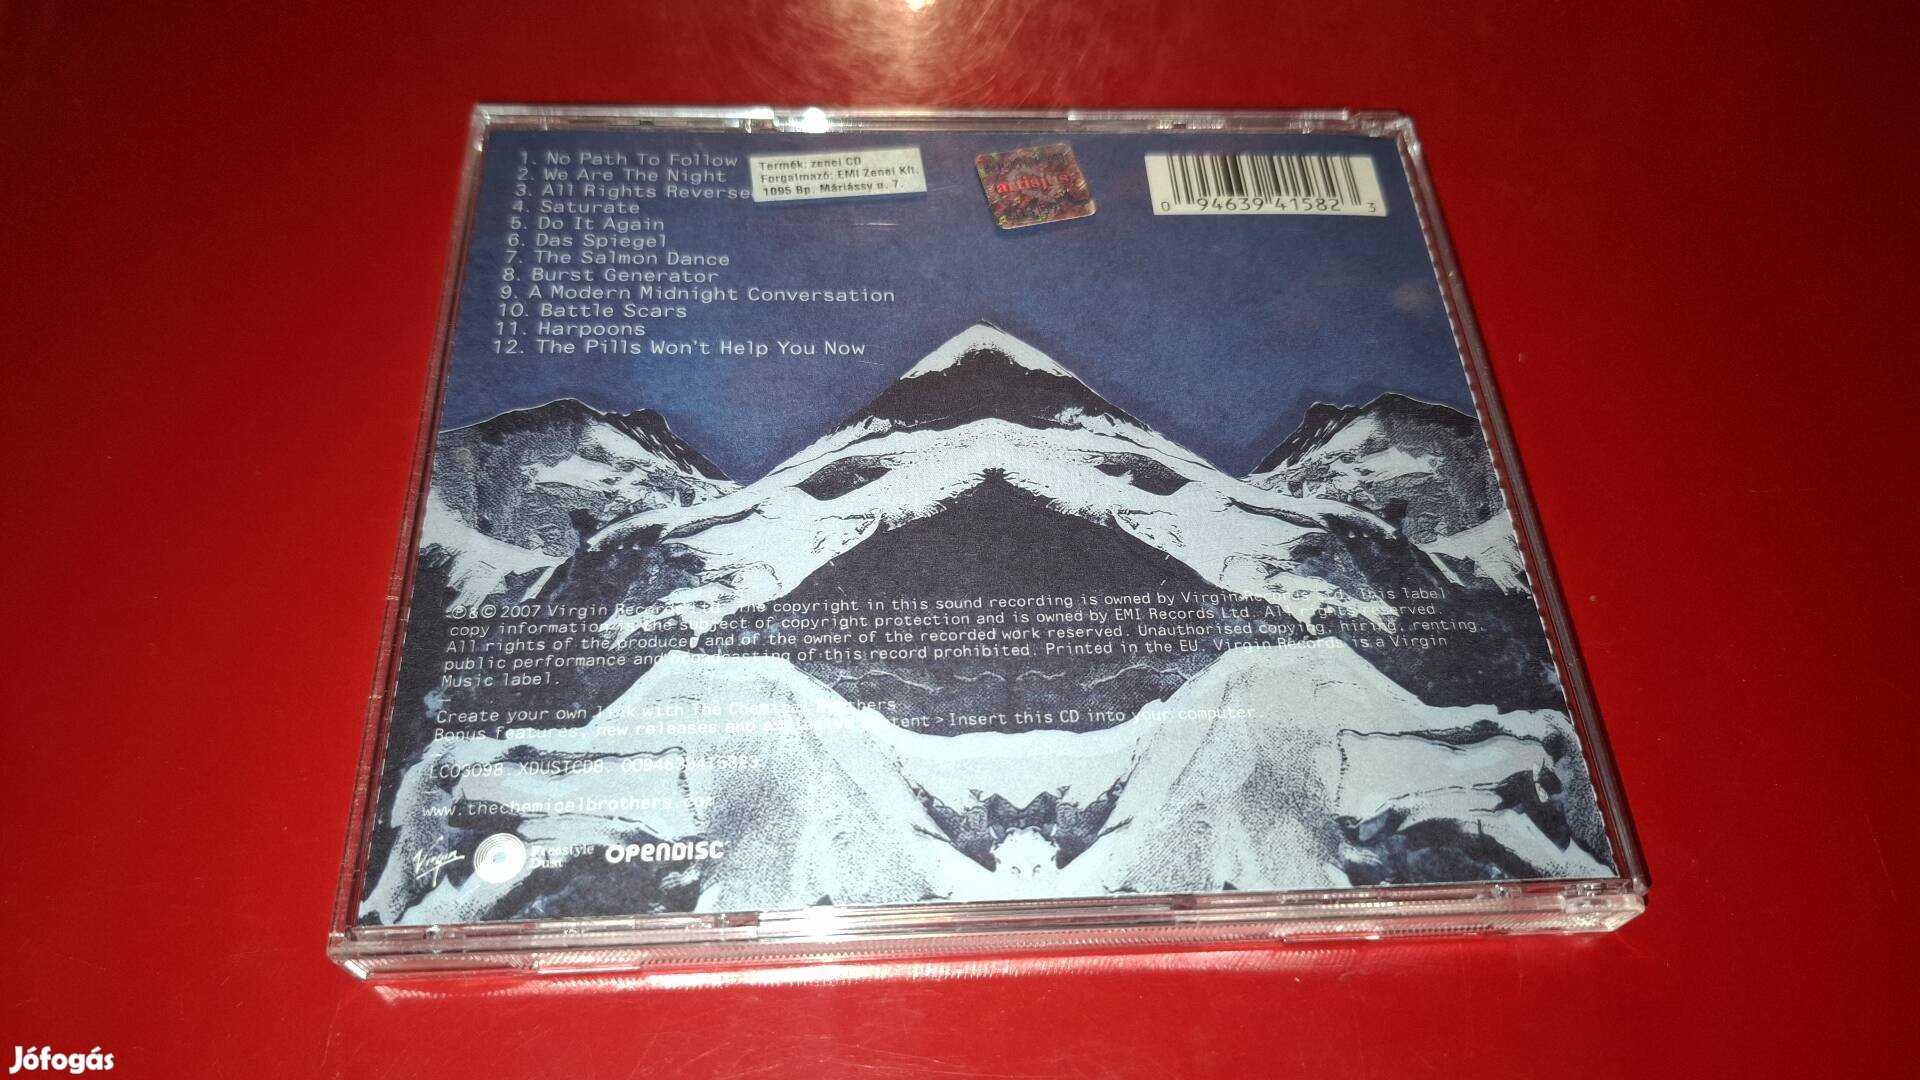 1. No Path To Follow
2. We Are The Night
3. All Rights Reverse
4. Saturate
5. Do It Again
6. Das Spiegel
7. The Salmon Dance
8. Burst Generator
9. A Modern Midnight Conversation
10. Battle Scars
11. Harpoons
12. The Pills Won't Help You Now
Termék: zenei CD
Forgalmazó: EMI Zenei Kft.
1095 Bp. Máriássy u. 7.
artisjus
0 94639 41582 3
℗&© 2007 Virgin Records Ltd. The copyright in this sound recording is owned by Virgin Records Ltd. This label
copy information is the subject of copyright protection and is owned by EMI Records Ltd. All rights reserved.
All rights of the producer and of the owner of the recorded work reserved. Unauthorised copying, hiring, renting,
public performance and broadcasting of this record prohibited. Printed in the EU. Virgin Records is a Virgin
Music label.
Create your own link with The Chemical Brothers
Bonus features, new releases and exclusive content > Insert this CD into your computer.
LC03098. XDUSTCD8. 0094639415823.
www.thechemicalbrothers.com
Virgin
Freestyle
Dust
OPENDISC
Jófogás